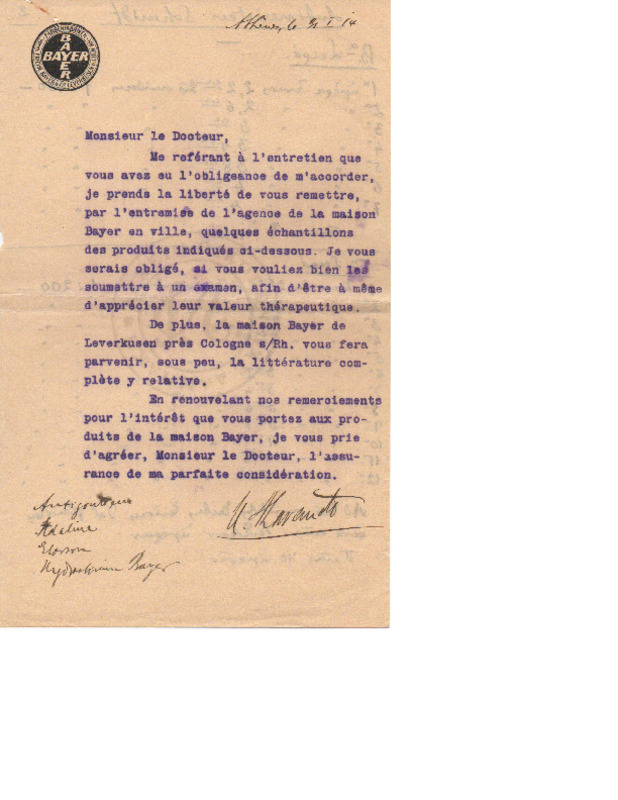 BAYER
BAYER
Athènes, le I 14
Monsieur le Docteur,
Me reférant à l'entretien que
vous avez eu l'obligeance de m'accorder,
je prends la liberté de vous remettre,
par l'entremise de l'agence de la maison
Bayer en ville, quelques échantillons
des produits indiqués ci-dessous. Je vous
serais obligé, si vous vouliez bien les
soumettre à un examen, afin d'être à même
d'apprécier leur valeur thérapeutique.
De plus, la maison Bayer de
Leverkusen près Cologne s/Rh. vous fera
parvenir, sous peu, la littérature com-
plète y relative.
En renouvelant nos remerciements
pour l'intérêt que vous portez aux pro-
duits de la maison Bayer, je vous prie
d'agréer, Monsieur le Docteur, l'assu-
rance de ma parfaite considération.
Adaline
Bayer